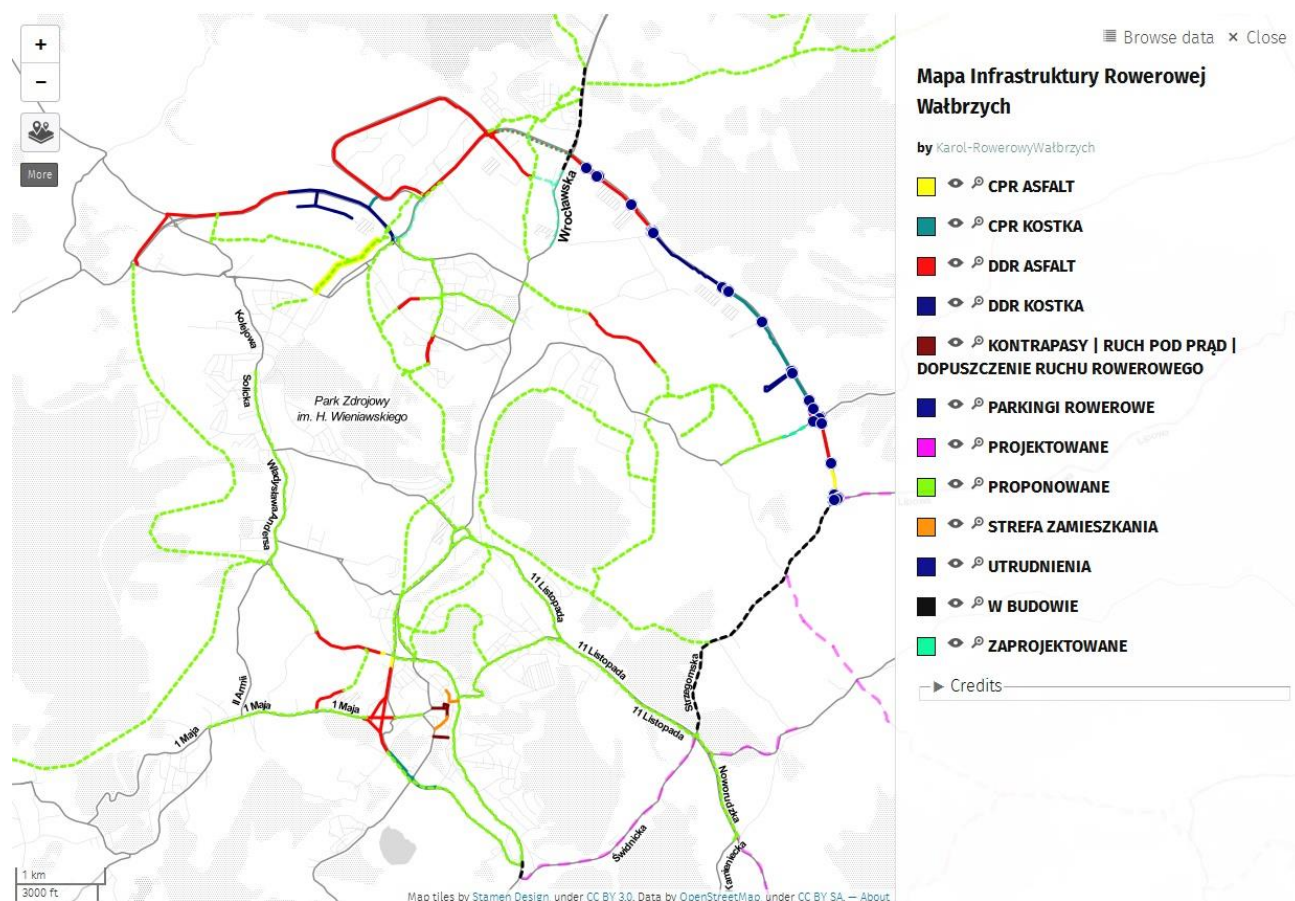 +
−
More
Wrocławska
Kolejowa
Solicka
Park Zdrojowy
im. H. Wieniawskiego
Władysława Andersa
11 Listopada
11 Listopada
Strzegomska
II Armii
1 Maja
1 Maja
11 Listopada
1 Maja
Noworudzka
Świdnicka
Kamieniecka
1 km
3000 ft
Map tiles by Stamen Design, under CC BY 3.0. Data by OpenStreetMap, under CC BY SA. — About
Browse data × Close
Mapa Infrastruktury Rowerowej
Wałbrzych
by Karol-RowerowyWałbrzych
CPR ASFALT
CPR KOSTKA
DDR ASFALT
DDR KOSTKA
KONTRAPASY | RUCH POD PRĄD |
DOPUSZCZENIE RUCHU ROWEROWEGO
PARKINGI ROWEROWE
PROJEKTOWANE
PROPONOWANE
STREFA ZAMIESZKANIA
UTRUDNIENIA
W BUDOWIE
ZAPROJEKTOWANE
Credits